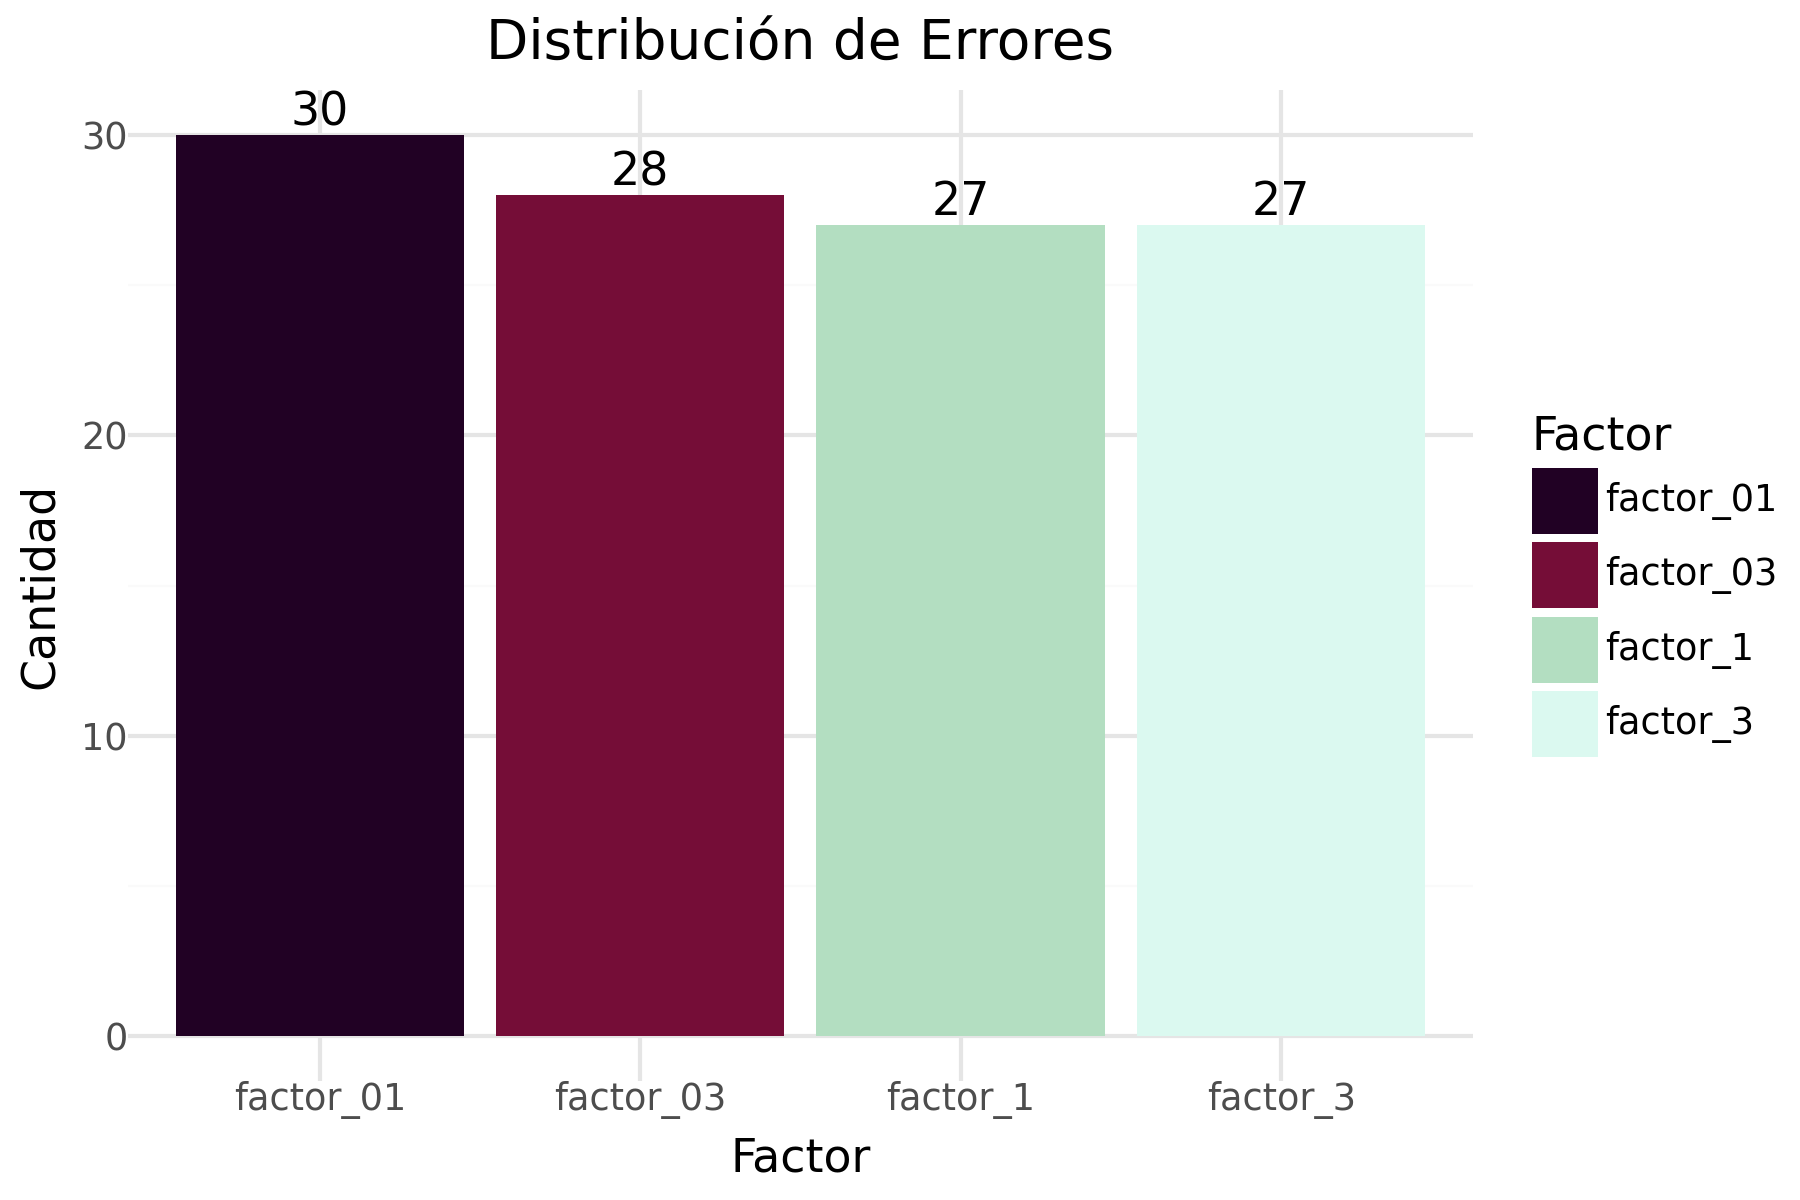 Distribución de Errores
30
28
27
27
30
20
10
0
Cantidad
factor_01
factor_03
factor_1
factor_3
Factor
Factor
factor_01
factor_03
factor_1
factor_3